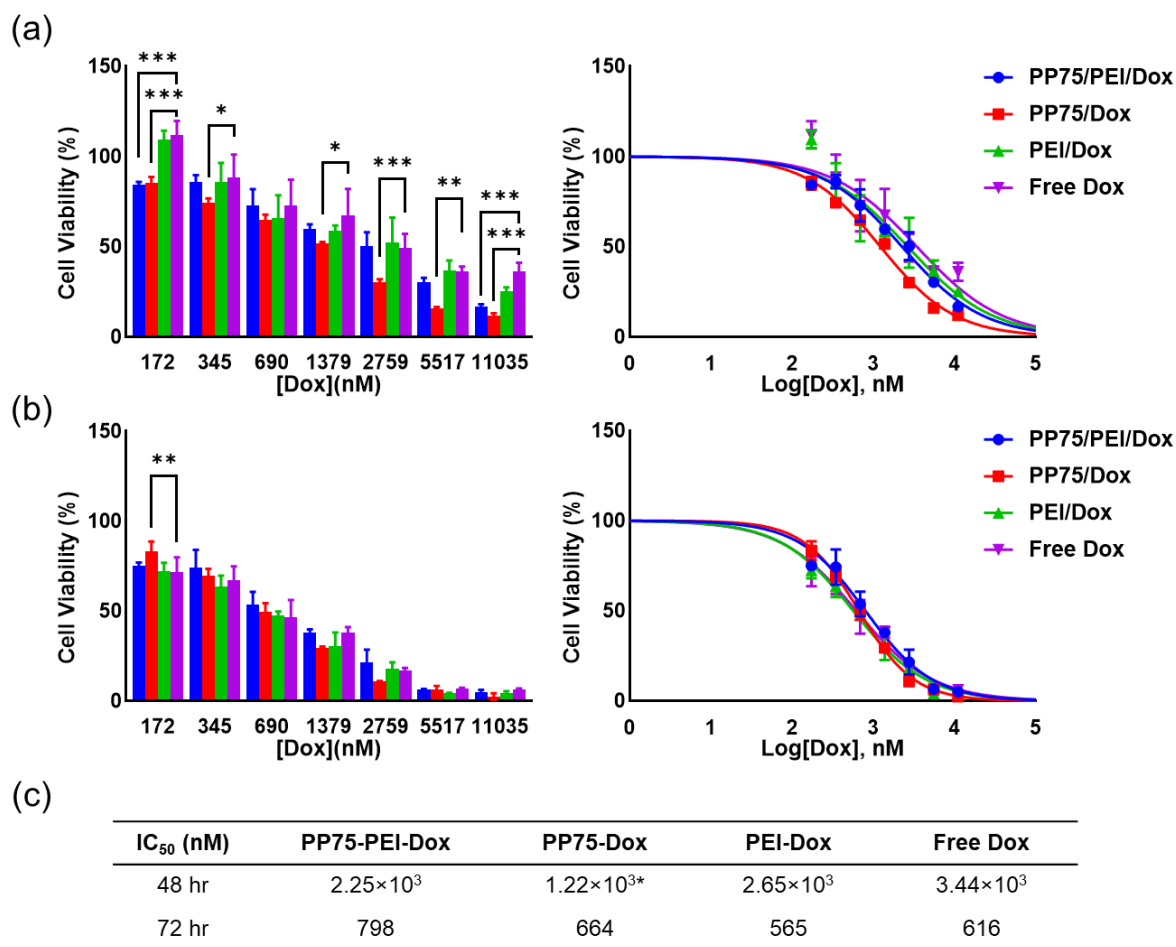 (a)
150
100
50
0
Cell Viability (%)
*** 
***
*
*
***
**
***
***
172 345 690 1379 2759 5517 11035
[Dox](nM)
150
100
50
0
Cell Viability (%)
0 1 2 3 4 5
Log[Dox], nM
PP75/PEI/Dox
PP75/Dox
PEI/Dox
Free Dox
(b)
150
100
50
0
Cell Viability (%)
**
172 345 690 1379 2759 5517 11035
[Dox](nM)
150
100
50
0
Cell Viability (%)
0 1 2 3 4 5
Log[Dox], nM
PP75/PEI/Dox
PP75/Dox
PEI/Dox
Free Dox
(c)
IC₅₀ (nM) PP75-PEI-Dox PP75-Dox PEI-Dox Free Dox
48 hr 2.25×10³ 1.22×10³* 2.65×10³ 3.44×10³
72 hr 798 664 565 616